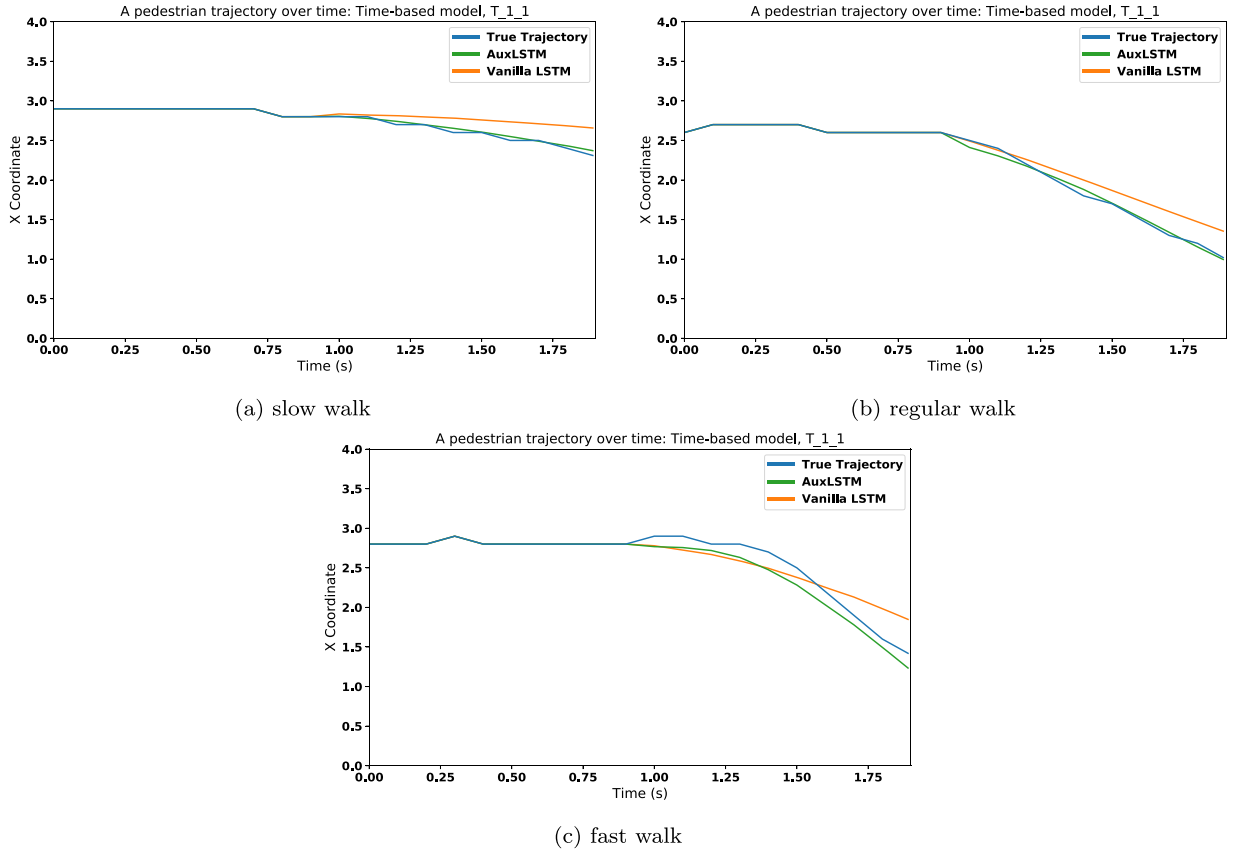 A pedestrian trajectory over time: Time-based model, T_1_1
True Trajectory
AuxLSTM
Vanilla LSTM
4.0
3.5
3.0
2.5
2.0
1.5
1.0
0.5
0.0
X Coordinate
0.00 0.25 0.50 0.75 1.00 1.25 1.50 1.75
Time (s)
(a) slow walk
A pedestrian trajectory over time: Time-based model, T_1_1
True Trajectory
AuxLSTM
Vanilla LSTM
4.0
3.5
3.0
2.5
2.0
1.5
1.0
0.5
0.0
X Coordinate
0.00 0.25 0.50 0.75 1.00 1.25 1.50 1.75
Time (s)
(b) regular walk
A pedestrian trajectory over time: Time-based model, T_1_1
True Trajectory
AuxLSTM
Vanilla LSTM
4.0
3.5
3.0
2.5
2.0
1.5
1.0
0.5
0.0
X Coordinate
0.00 0.25 0.50 0.75 1.00 1.25 1.50 1.75
Time (s)
(c) fast walk